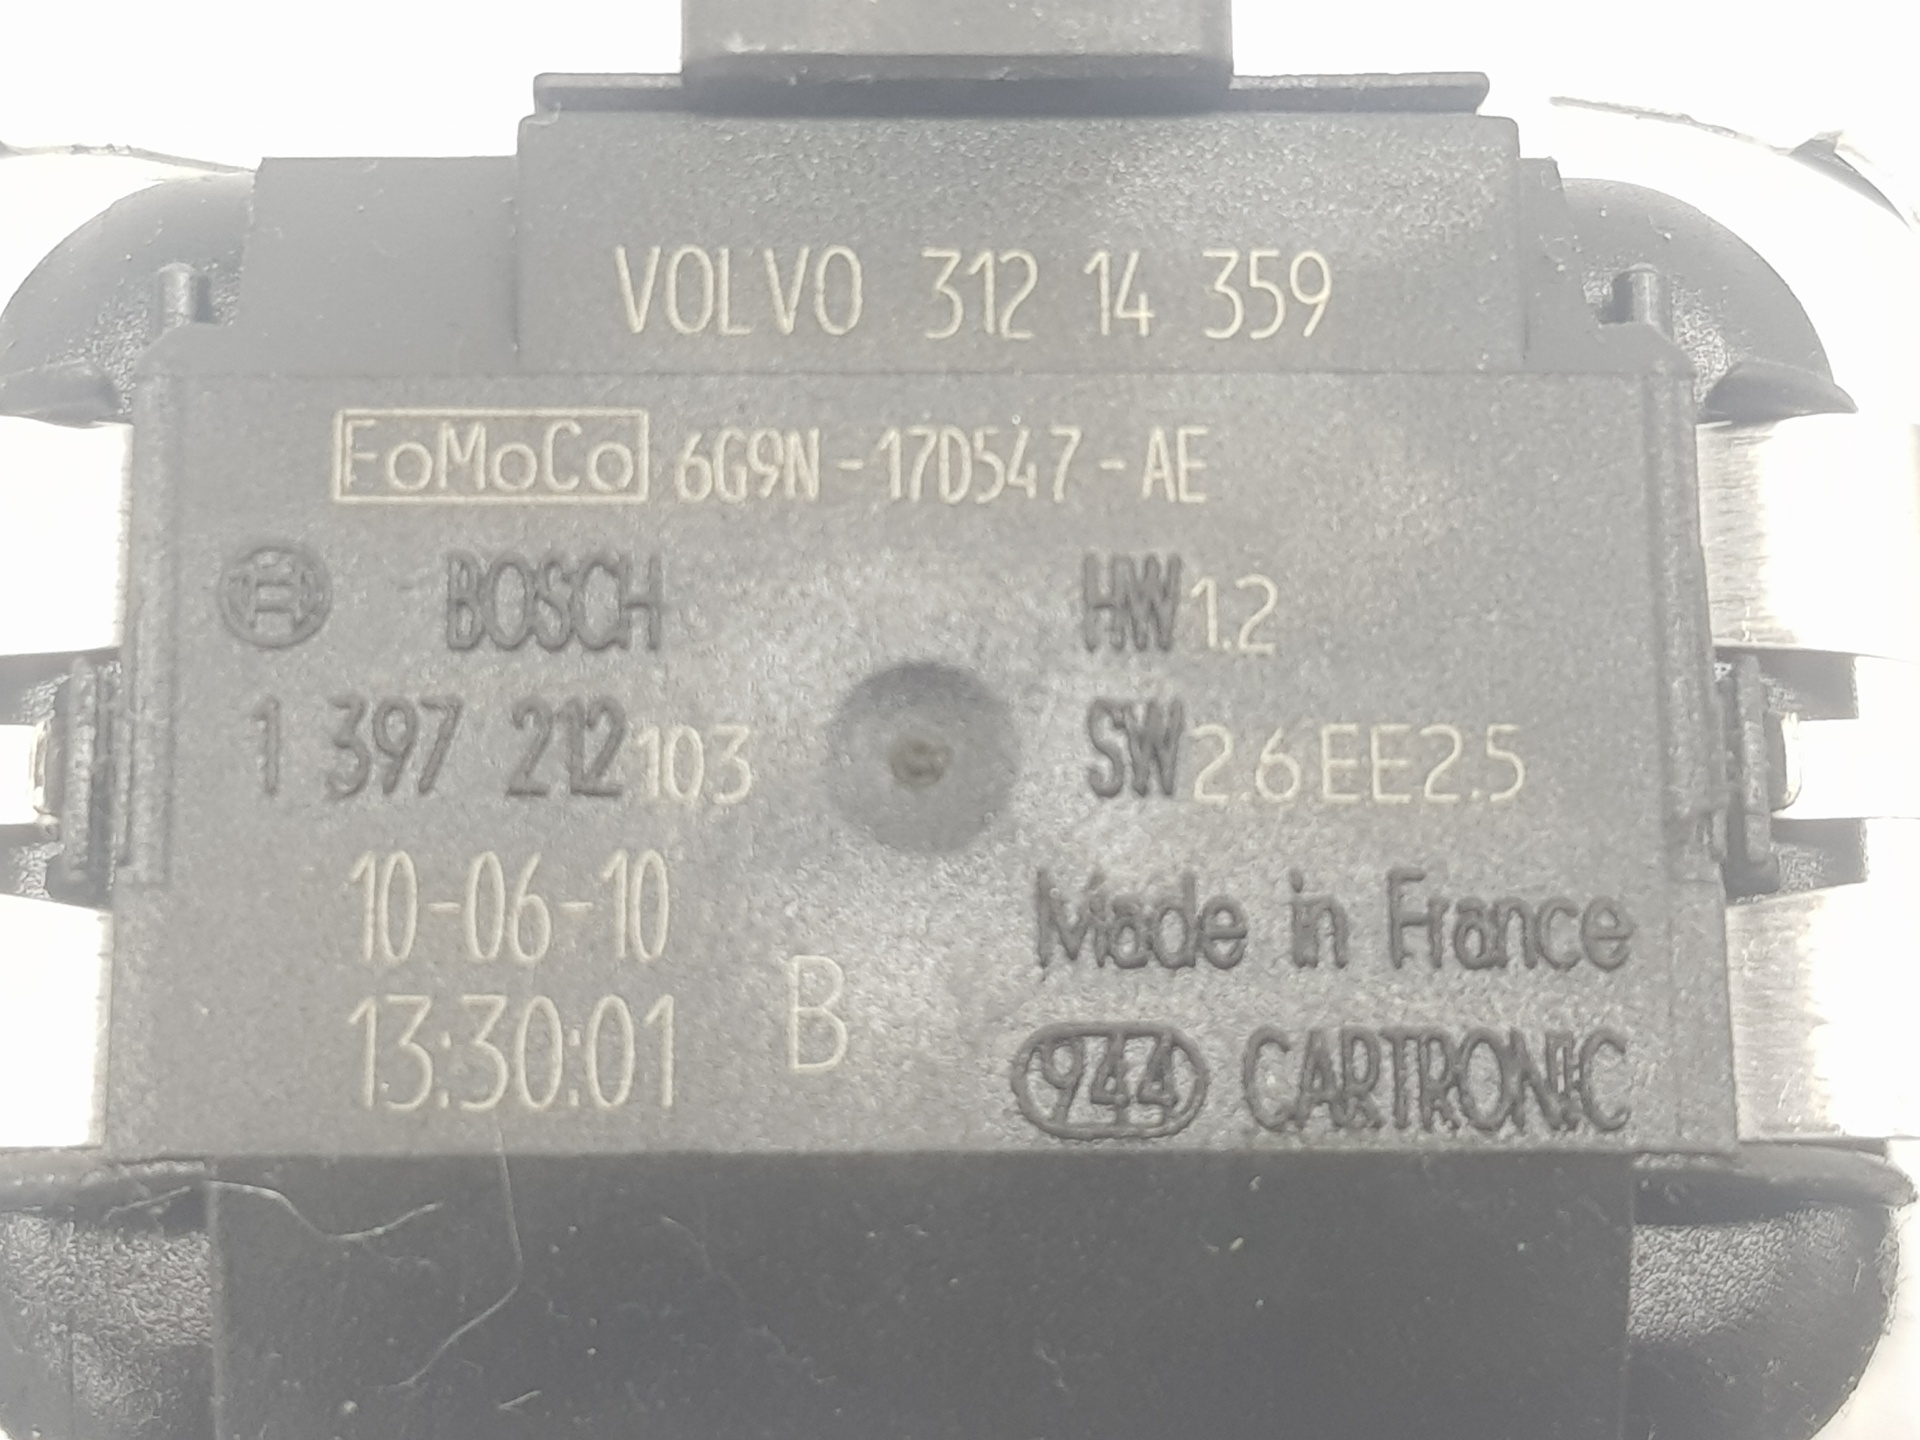 VOLVO 312 14 359
FoMoCo 6G9N-17D547-AE
BOSCH HW 1.2
1 397 212 103 SW 2.6EE2.5
10-06-10 Made in France
13:30:01 B 944 CARTRONIC